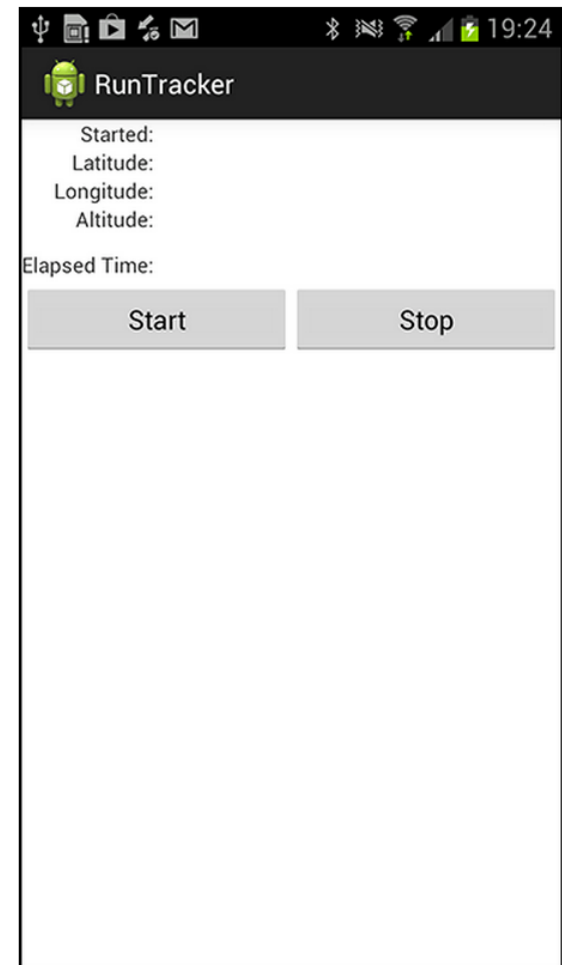 19:24
RunTracker
Started:
Latitude:
Longitude:
Altitude:
Elapsed Time:
Start Stop